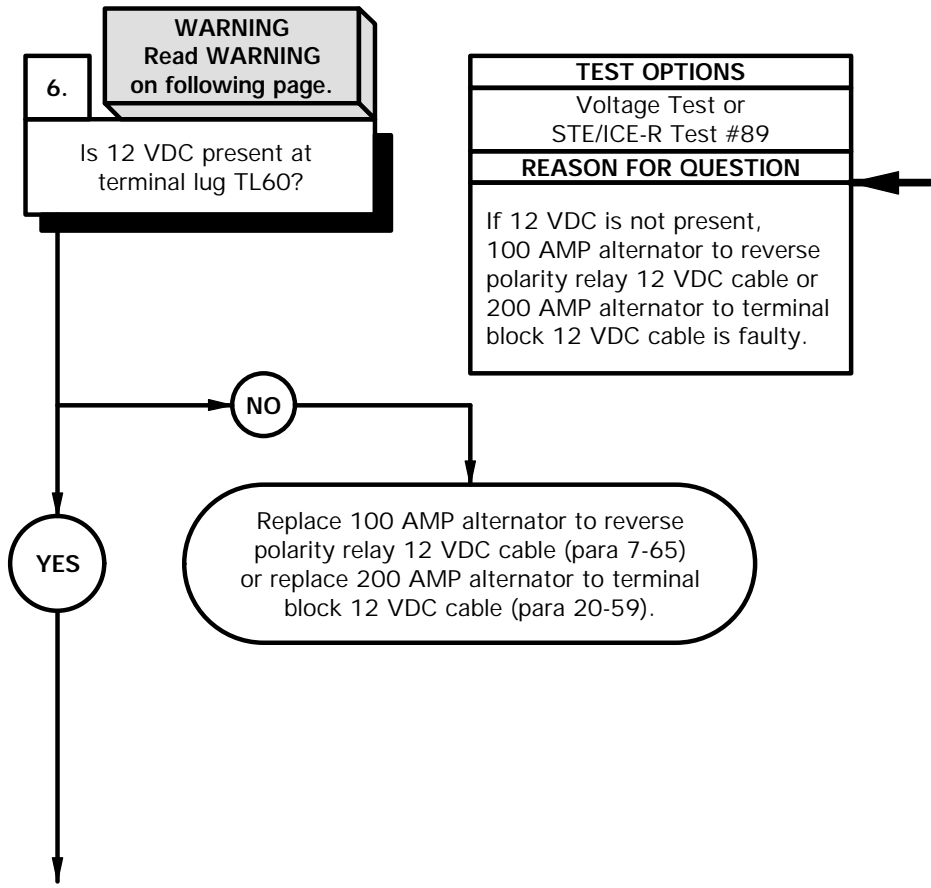 WARNING
Read WARNING
on following page.
6.
Is 12 VDC present at
terminal lug TL60?
TEST OPTIONS
Voltage Test or
STE/ICE-R Test #89
REASON FOR QUESTION
If 12 VDC is not present,
100 AMP alternator to reverse
polarity relay 12 VDC cable or
200 AMP alternator to terminal
block 12 VDC cable is faulty.
NO
YES
Replace 100 AMP alternator to reverse
polarity relay 12 VDC cable (para 7-65)
or replace 200 AMP alternator to terminal
block 12 VDC cable (para 20-59).